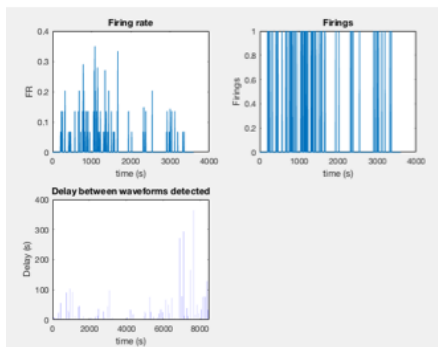 Firing rate
FR
0.4
0.3
0.2
0.1
0
0 1000 2000 3000 4000
time (s)
Firings
Firings
1
0.8
0.6
0.4
0.2
0
0 1000 2000 3000 4000
time (s)
Delay between waveforms detected
Delay (s)
400
300
200
100
0
0 2000 4000 6000 8000
time (s)